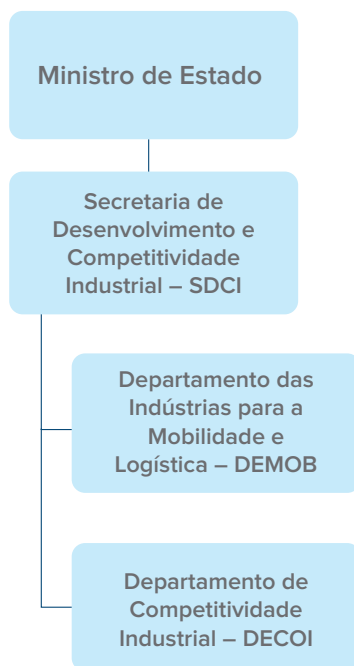 Ministro de Estado
Secretaria de
Desenvolvimento e
Competitividade
Industrial – SDCI
Departamento das
Indústrias para a
Mobilidade e
Logística – DEMOB
Departamento de
Competitividade
Industrial – DECOI